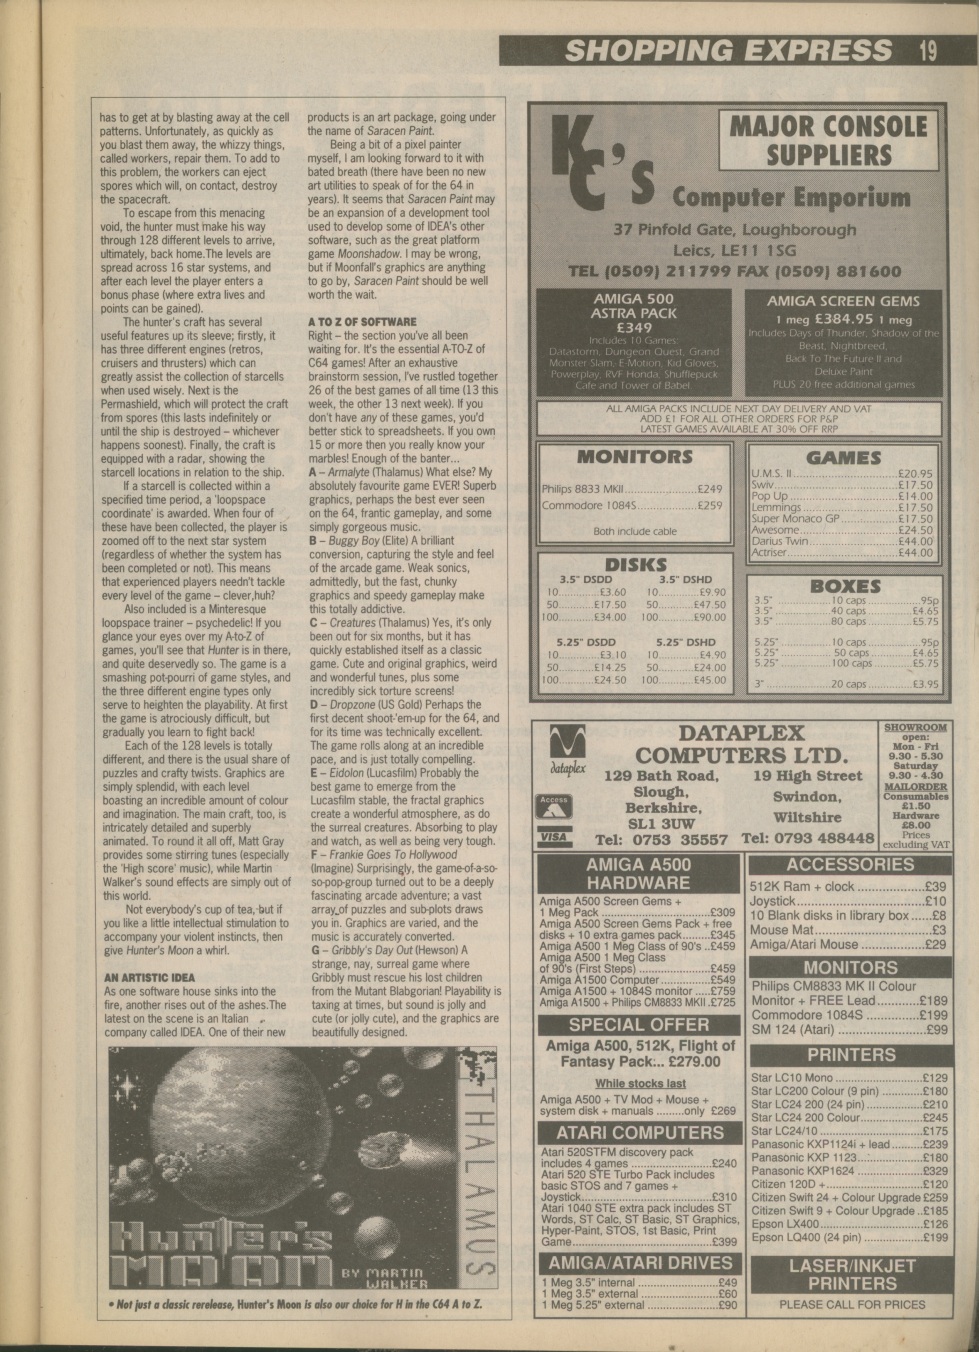 SHOPPING EXPRESS 19
has to get at by blasting away at the cell
patterns. Unfortunately, as quickly as
you blast them away, the whizzy things,
called workers, repair them. To add to
this problem, the workers can eject
spores which will, on contact, destroy
the spacecraft.
To escape from this menacing
void, the hunter must make his way
through 128 different levels to arrive,
ultimately, back home.The levels are
spread across 16 star systems, and
after each level the player enters a
bonus phase (where extra lives and
points can be gained).
The hunter's craft has several
useful features up its sleeve; firstly, it
has three different engines (retros,
cruisers and thrusters) which can
greatly assist the collection of starcells
when used wisely. Next is the
Permashield, which will protect the craft
from spores (this lasts indefinitely or
until the ship is destroyed – whichever
happens soonest). Finally, the craft is
equipped with a radar, showing the
starcell locations in relation to the ship.
If a starcell is collected within a
specified time period, a 'loopspace
coordinate' is awarded. When four of
these have been collected, the player is
zoomed off to the next star system
(regardless of whether the system has
been completed or not). This means
that experienced players needn't tackle
every level of the game – clever,huh?
Also included is a Minteresque
loopspace trainer – psychedelic! If you
glance your eyes over my A-to-Z of
games, you'll see that Hunter is in there,
and quite deservedly so. The game is a
smashing pot-pourri of game styles, and
the three different engine types only
serve to heighten the playability. At first
the game is atrociously difficult, but
gradually you learn to fight back!
Each of the 128 levels is totally
different, and there is the usual share of
puzzles and crafty twists. Graphics are
simply splendid, with each level
boasting an incredible amount of colour
and imagination. The main craft, too, is
intricately detailed and superbly
animated. To round it all off, Matt Gray
provides some stirring tunes (especially
the 'High score' music), while Martin
Walker's sound effects are simply out of
this world.
Not everybody's cup of tea, but if
you like a little intellectual stimulation to
accompany your violent instincts, then
give Hunter's Moon a whirl.
AN ARTISTIC IDEA
As one software house sinks into the
fire, another rises out of the ashes.The
latest on the scene is an Italian
company called IDEA. One of their new
products is an art package, going under
the name of Saracen Paint.
Being a bit of a pixel painter
myself, I am looking forward to it with
bated breath (there have been no new
art utilities to speak of for the 64 in
years). It seems that Saracen Paint may
be an expansion of a development tool
used to develop some of IDEA's other
software, such as the great platform
game Moonshadow. I may be wrong,
but if Moonfall's graphics are anything
to go by, Saracen Paint should be well
worth the wait.
A TO Z OF SOFTWARE
Right – the section you've all been
waiting for. It's the essential A-TO-Z of
C64 games! After an exhaustive
brainstorm session, I've rustled together
26 of the best games of all time (13 this
week, the other 13 next week). If you
don't have any of these games, you'd
better stick to spreadsheets. If you own
15 or more then you really know your
marbles! Enough of the banter...
A – Armalyte (Thalamus) What else? My
absolutely favourite game EVER! Superb
graphics, perhaps the best ever seen
on the 64, frantic gameplay, and some
simply gorgeous music.
B – Buggy Boy (Elite) A brilliant
conversion, capturing the style and feel
of the arcade game. Weak sonics,
admittedly, but the fast, chunky
graphics and speedy gameplay make
this totally addictive.
C – Creatures (Thalamus) Yes, it's only
been out for six months, but it has
quickly established itself as a classic
game. Cute and original graphics, weird
and wonderful tunes, plus some
incredibly sick torture screens!
D – Dropzone (US Gold) Perhaps the
first decent shoot-'em-up for the 64, and
for its time was technically excellent.
The game rolls along at an incredible
pace, and is just totally compelling.
E – Eidolon (Lucasfilm) Probably the
best game to emerge from the
Lucasfilm stable, the fractal graphics
create a wonderful atmosphere, as do
the surreal creatures. Absorbing to play
and watch, as well as being very tough.
F – Frankie Goes To Hollywood
(Imagine) Surprisingly, the game-of-a-so-
so-pop-group turned out to be a deeply
fascinating arcade adventure; a vast
array of puzzles and sub-plots draws
you in. Graphics are varied, and the
music is accurately converted.
G – Gribbly's Day Out (Hewson) A
strange, nay, surreal game where
Gribbly must rescue his lost children
from the Mutant Blabgorian! Playability is
taxing at times, but sound is jolly and
cute (or jolly cute), and the graphics are
beautifully designed.
THALAMUS
Hunter's
MOON
BY MARTIN
WALKER
• Not just a classic rerelease, Hunter's Moon is also our choice for H in the C64 A to Z.
KC's
MAJOR CONSOLE
SUPPLIERS
Computer Emporium
37 Pinfold Gate, Loughborough
Leics, LE11 1SG
TEL (0509) 211799 FAX (0509) 881600
AMIGA 500
ASTRA PACK
£349
Includes 10 Games:
Datastorm, Dungeon Quest, Grand
Monster Slam, E-Motion, Kid Gloves,
Powerplay, RVF Honda, Shufflepuck
Cafe and Tower of Babel
AMIGA SCREEN GEMS
1 meg £384.95 1 meg
Includes Days of Thunder, Shadow of the
Beast, Nightbreed,
Back To The Future II and
Deluxe Paint
PLUS 20 free additional games
ALL AMIGA PACKS INCLUDE NEXT DAY DELIVERY AND VAT
ADD £1 FOR ALL OTHER ORDERS FOR P&P
LATEST GAMES AVAILABLE AT 30% OFF RRP
MONITORS
Philips 8833 MKII......£249
Commodore 1084S......£259
Both include cable
GAMES
U.M.S. II......£20.95
Swiv......£17.50
Pop Up......£14.00
Lemmings......£17.50
Super Monaco GP......£17.50
Awesome......£24.50
Darius Twin......£44.00
Actriser......£44.00
DISKS
3.5" DSDD 3.5" DSHD
10......£3.60 10......£9.90
50......£17.50 50......£47.50
100......£34.00 100......£90.00
5.25" DSDD 5.25" DSHD
10......£3.10 10......£4.90
50......£14.25 50......£24.00
100......£24.50 100......£45.00
BOXES
3.5"......10 caps......95p
3.5"......40 caps......£4.65
3.5"......80 caps......£5.75
5.25"......10 caps......95p
5.25"......50 caps......£4.65
5.25"......100 caps......£5.75
3"......20 caps......£3.95
dataplex
Access
VISA
DATAPLEX
COMPUTERS LTD.
129 Bath Road,
Slough,
Berkshire,
SL1 3UW
Tel: 0753 35557
19 High Street
Swindon,
Wiltshire
Tel: 0793 488448
SHOWROOM
open:
Mon - Fri
9.30 - 5.30
Saturday
9.30 - 4.30
MAILORDER
Consumables
£1.50
Hardware
£8.00
Prices
excluding VAT
AMIGA A500
HARDWARE
Amiga A500 Screen Gems +
1 Meg Pack......£309
Amiga A500 Screen Gems Pack + free
disks + 10 extra games pack......£345
Amiga A500 1 Meg Class of 90's ..£459
Amiga A500 1 Meg Class
of 90's (First Steps)......£459
Amiga A1500 Computer......£549
Amiga A1500 + 1084S monitor ......£759
Amiga A1500 + Philips CM8833 MKII .£725
SPECIAL OFFER
Amiga A500, 512K, Flight of
Fantasy Pack... £279.00
While stocks last
Amiga A500 + TV Mod + Mouse +
system disk + manuals ......only £269
ATARI COMPUTERS
Atari 520STFM discovery pack
includes 4 games ......£240
Atari 520 STE Turbo Pack includes
basic STOS and 7 games +
Joystick......£310
Atari 1040 STE extra pack includes ST
Words, ST Calc, ST Basic, ST Graphics,
Hyper-Paint, STOS, 1st Basic, Print
Game......£399
AMIGA/ATARI DRIVES
1 Meg 3.5" internal ......£49
1 Meg 3.5" external ......£60
1 Meg 5.25" external ......£90
ACCESSORIES
512K Ram + clock ......£39
Joystick......£10
10 Blank disks in library box ......£8
Mouse Mat......£3
Amiga/Atari Mouse ......£29
MONITORS
Philips CM8833 MK II Colour
Monitor + FREE Lead......£189
Commodore 1084S ......£199
SM 124 (Atari) ......£99
PRINTERS
Star LC10 Mono ......£129
Star LC200 Colour (9 pin) ......£180
Star LC24 200 (24 pin)......£210
Star LC24 200 Colour......£245
Star LC24/10 ......£175
Panasonic KXP1124i + lead......£239
Panasonic KXP 1123......£180
Panasonic KXP1624 ......£329
Citizen 120D +......£120
Citizen Swift 24 + Colour Upgrade £259
Citizen Swift 9 + Colour Upgrade ..£185
Epson LX400......£126
Epson LQ400 (24 pin) ......£199
LASER/INKJET
PRINTERS
PLEASE CALL FOR PRICES